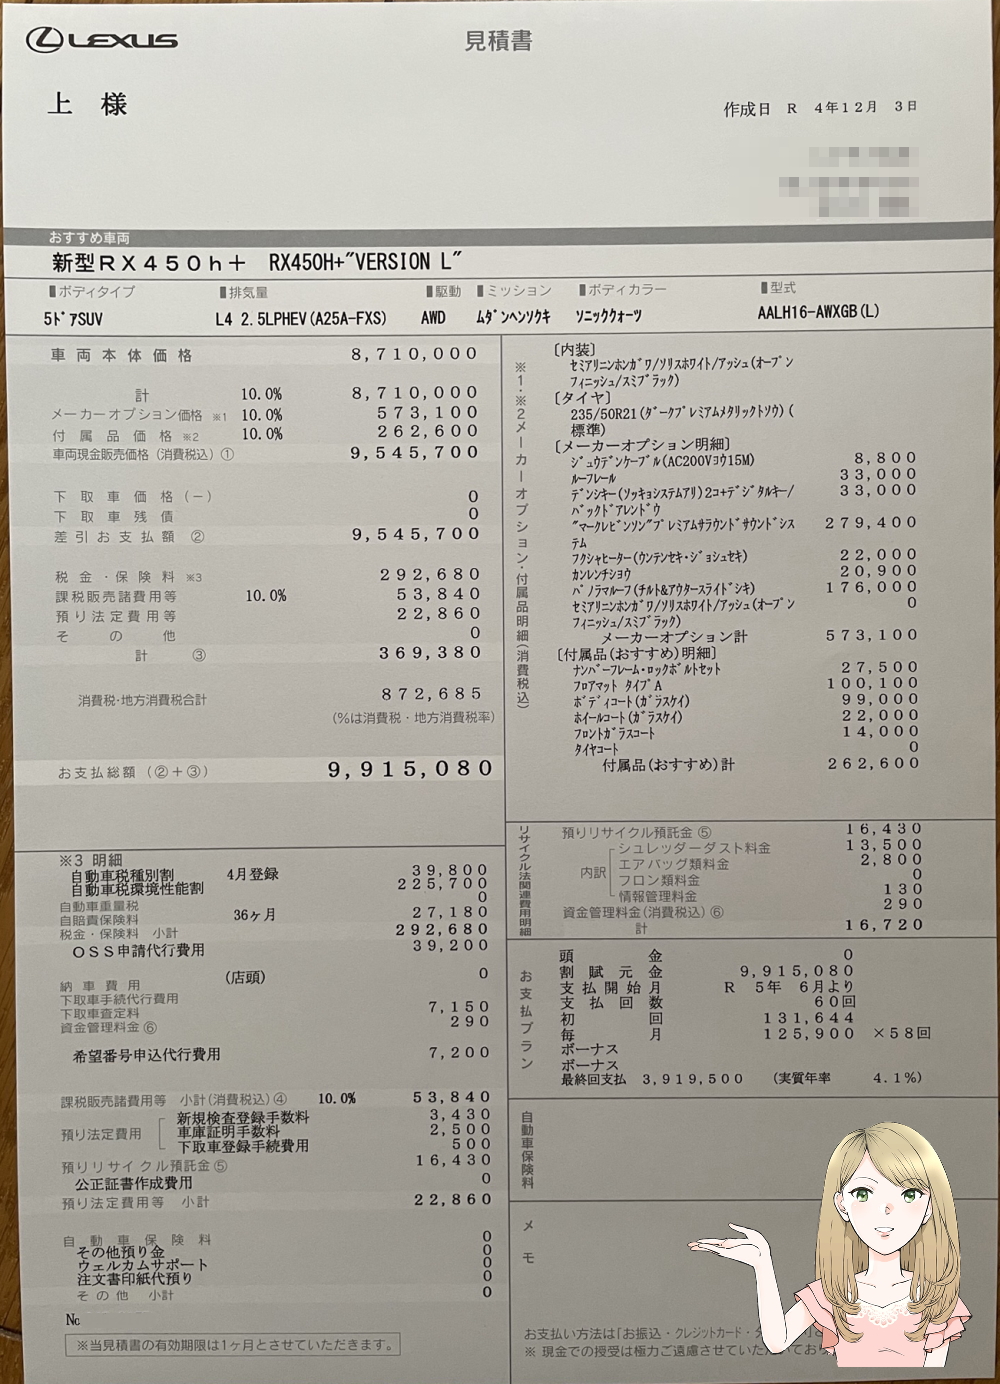 LEXUS
見積書
上 様
作成日 R 4年12月 3日
おすすめ車両
新型RX450h+ RX450H+"VERSION L"
ボディタイプ 排気量 駆動 ミッション ボディカラー 型式
5ドアSUV L4 2.5LPHEV(A25A-FXS) AWD ムダンヘンソクキ ソニッククォーツ AALH16-AWXGB(L)
車両本体価格 8,710,000
計 10.0% 8,710,000
メーカーオプション価格 ※1 10.0% 573,100
付属品価格 ※2 10.0% 262,600
車両現金販売価格(消費税込)① 9,545,700
下取車価格(−) 0
下取車残債 0
差引お支払額 ② 9,545,700
税金・保険料 ※3 292,680
課税販売諸費用等 10.0% 53,840
預り法定費用等 22,860
その他 0
計 ③ 369,380
消費税・地方消費税合計 872,685
(%は消費税・地方消費税率)
お支払総額(②+③) 9,915,080
※3 明細
自動車税種別割 4月登録 39,800
自動車税環境性能割 225,700
自動車重量税 0
自賠責保険料 36ヶ月 27,180
税金・保険料 小計 292,680
OSS申請代行費用 39,200
納車費用 (店頭) 0
下取車手続代行費用
下取車査定料 7,150
資金管理料金⑥ 290
希望番号申込代行費用 7,200
課税販売諸費用等 小計(消費税込)④ 10.0% 53,840
預り法定費用
新規検査登録手数料 3,430
車庫証明手数料 2,500
下取車登録手続費用 500
預りリサイクル預託金⑤ 16,430
公正証書作成費用 0
預り法定費用等 小計 22,860
自動車保険料 0
その他預り金 0
ウェルカムサポート 0
注文書印紙代預り 0
その他 小計 0
№
※当見積書の有効期限は1ヶ月とさせていただきます。
※1・※2メーカーオプション・付属品明細(消費税込)
〔内装〕
セミアリニンホンガワ/ソリスホワイト/アッシュ(オープン
フィニッシュ/スミブラック)
〔タイヤ〕
235/50R21(ダークプレミアムメタリックトソウ)(
標準)
〔メーカーオプション明細〕
ジュウデンケーブル(AC200Vヨウ15M) 8,800
ルーフレール 33,000
デンシキー(ソッキョシステムアリ)2コ+デジタルキー/ 33,000
バックドアレンドウ
"マークレビンソン"プレミアムサラウンドサウンドシス 279,400
テム
フクシャヒーター(ウンテンセキ・ジョシュセキ) 22,000
カンレンチショウ 20,900
パノラマルーフ(チルト&アウタースライドシキ) 176,000
セミアリニンホンガワ/ソリスホワイト/アッシュ(オープン 0
フィニッシュ/スミブラック)
メーカーオプション計 573,100
〔付属品(おすすめ)明細〕
ナンバーフレーム・ロックボルトセット 27,500
フロアマット タイプA 100,100
ボディコート(ガラスケイ) 99,000
ホイールコート(ガラスケイ) 22,000
フロントガラスコート 14,000
タイヤコート 0
付属品(おすすめ)計 262,600
リサイクル法関連費用明細
預りリサイクル預託金⑤ 16,430
内訳
シュレッダーダスト料金 13,500
エアバッグ類料金 2,800
フロン類料金 0
情報管理料金 130
資金管理料金(消費税込)⑥ 290
計 16,720
お支払プラン
頭金 0
割賦元金 9,915,080
支払開始月 R 5年 6月より
支払回数 60回
初回 131,644
毎月 125,900 ×58回
ボーナス
ボーナス
最終回支払 3,919,500 (実質年率 4.1%)
自動車保険料
メモ
お支払い方法は「お振込・クレジットカード・
※ 現金での授受は極力ご遠慮させていただいており